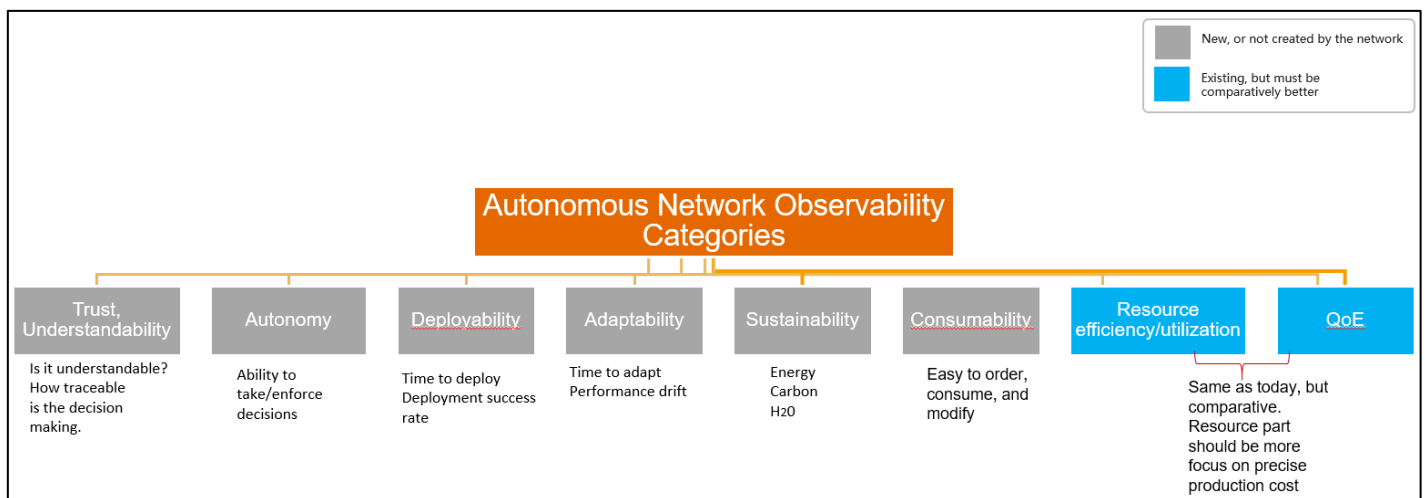 New, or not created by the network
Existing, but must be
comparatively better
Autonomous Network Observability
Categories
Trust,
Understandability
Autonomy
Deployability
Adaptability
Sustainability
Consumability
Resource
efficiency/utilization
QoE
Is it understandable?
How traceable
is the decision
making.
Ability to
take/enforce
decisions
Time to deploy
Deployment success
rate
Time to adapt
Performance drift
Energy
Carbon
H20
Easy to order,
consume, and
modify
Same as today, but
comparative.
Resource part
should be more
focus on precise
production cost